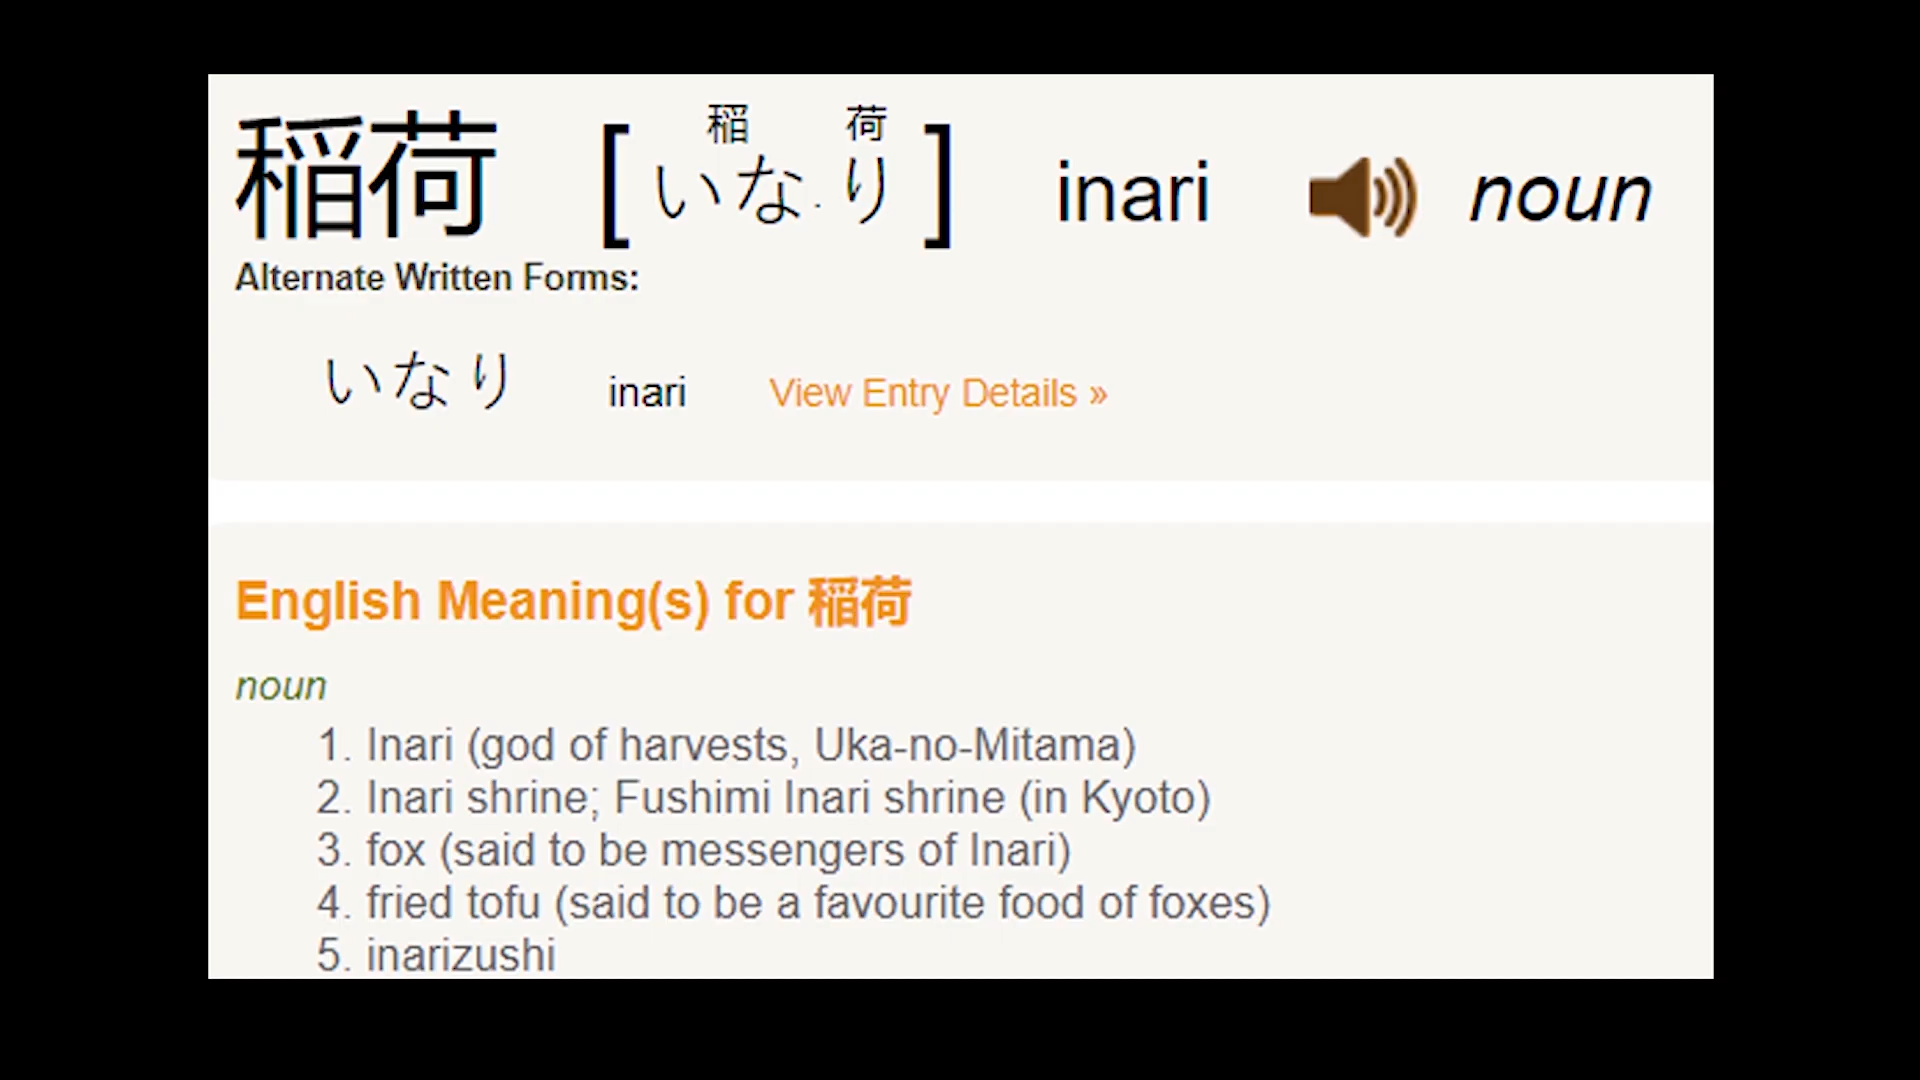 稲荷 [ 稲 荷 いな・り ] inari noun
Alternate Written Forms:
いなり inari View Entry Details »
English Meaning(s) for 稲荷
noun
1. Inari (god of harvests, Uka-no-Mitama)
2. Inari shrine; Fushimi Inari shrine (in Kyoto)
3. fox (said to be messengers of Inari)
4. fried tofu (said to be a favourite food of foxes)
5. inarizushi